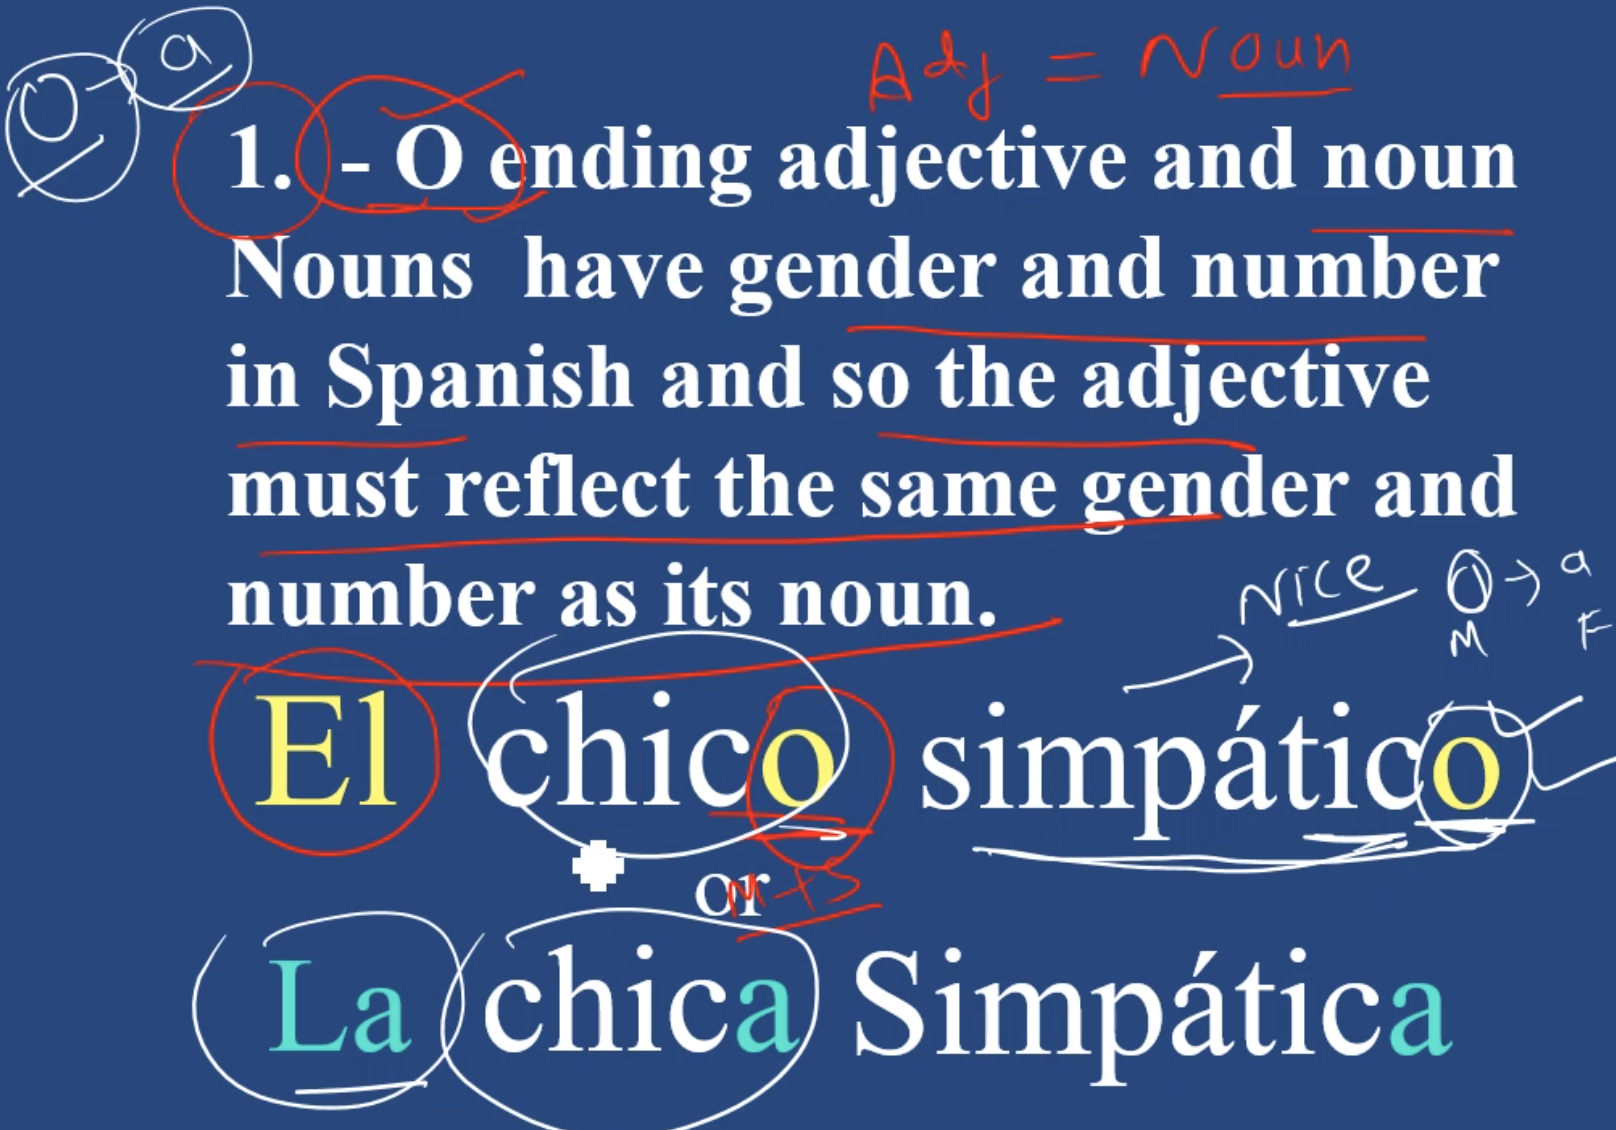 O → a
Adj = Noun
1. - O ending adjective and noun
Nouns have gender and number
in Spanish and so the adjective
must reflect the same gender and
number as its noun.
Nice O → a
M F
El chico simpático
or
M + S
La chica Simpática